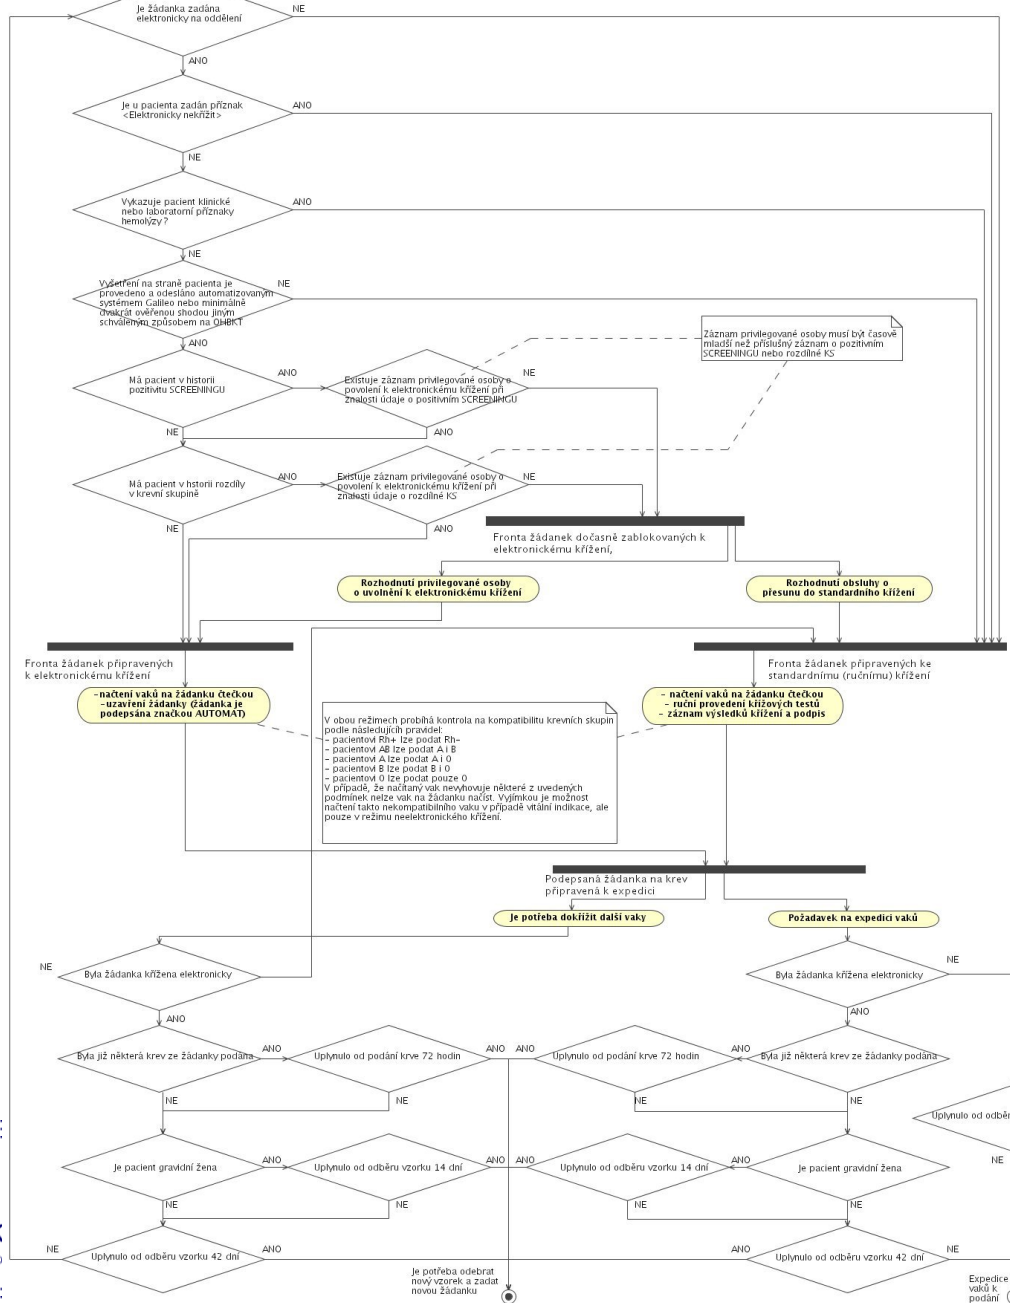 Je žádanka zadána
elektronicky na oddělení
NE
ANO
Je u pacienta zadán příznak
<Elektronicky nekřížit>
ANO
NE
Vykazuje pacient klinické
nebo laboratorní příznaky
hemolýzy ?
ANO
NE
Vyšetření na straně pacienta je
provedeno a odesláno automatizovaným
systémem Galileo nebo minimálně
dvakrát ověřenou shodou jiným
schváleným způsobem na OHBKT
NE
ANO
Záznam privilegované osoby musí být časově
mladší než příslušný záznam o pozitivním
SCREENINGU nebo rozdílné KS
Má pacient v historii
pozitivitu SCREENINGU
ANO
Existuje záznam privilegované osoby o
povolení k elektronickému křížení při
znalosti údaje o positivním SCREENINGU
NE
NE
ANO
Má pacient v hstorii rozdíly
v krevní skupině
ANO
Existuje záznam privilegované osoby o
povolení k elektronickému křížení při
znalosti údaje o rozdílné KS
NE
NE
ANO
Fronta žádanek dočasně zablokovaných k
elektronickému křížení,
Rozhodnutí privilegované osoby
o uvolnění k elektronickému křížení
Rozhodnutí obsluhy o
přesunu do standardního křížení
Fronta žádanek připravených
k elektronickému křížení
Fronta žádanek připravených ke
standardnímu (ručnímu) křížení
-načtení vaků na žádanku čtečkou
-uzavření žádanky (žádanka je
podepsána značkou AUTOMAT)
- načtení vaků na žádanku čtečkou
- ruční provedení křížových testů
- záznam výsledků křížení a podpis
V obou režimech probíhá kontrola na kompatibilitu krevních skupin
podle následujících pravidel:
- pacientovi Rh+ lze podat Rh-
- pacientovi AB lze podat A i B
- pacientovi A lze podat A i 0
- pacientovi B lze podat B i 0
- pacientovi 0 lze podat pouze 0
V případě, že načítaný vak nevyhovuje některé z uvedených
podmínek nelze vak na žádanku načíst. Vyjímkou je možnost
načtení takto nekompatibilního vaku v případě vitální indikace, ale
pouze v režimu neelektronického křížení.
Podepsaná žádanka na krev
připravená k expedici
Je potřeba dokřížit další vaky
Požadavek na expedici vaků
NE
Byla žádanka křížena elektronicky
Byla žádanka křížena elektronicky
NE
ANO
ANO
Byla již některá krev ze žádanky podána
ANO
Uplynulo od podání krve 72 hodin
ANO
ANO
Uplynulo od podání krve 72 hodin
ANO
Byla již některá krev ze žádanky podána
NE
NE
NE
NE
Uplynulo od odběr
NE
Je pacient gravidní žena
ANO
Uplynulo od odběru vzorku 14 dní
ANO
ANO
Uplynulo od odběru vzorku 14 dní
ANO
Je pacient gravidní žena
NE
NE
NE
NE
NE
Uplynulo od odběru vzorku 42 dní
ANO
ANO
Uplynulo od odběru vzorku 42 dní
NE
Je potřeba odebrat
nový vzorek a zadat
novou žádanku
Expedice
vaků k
podání